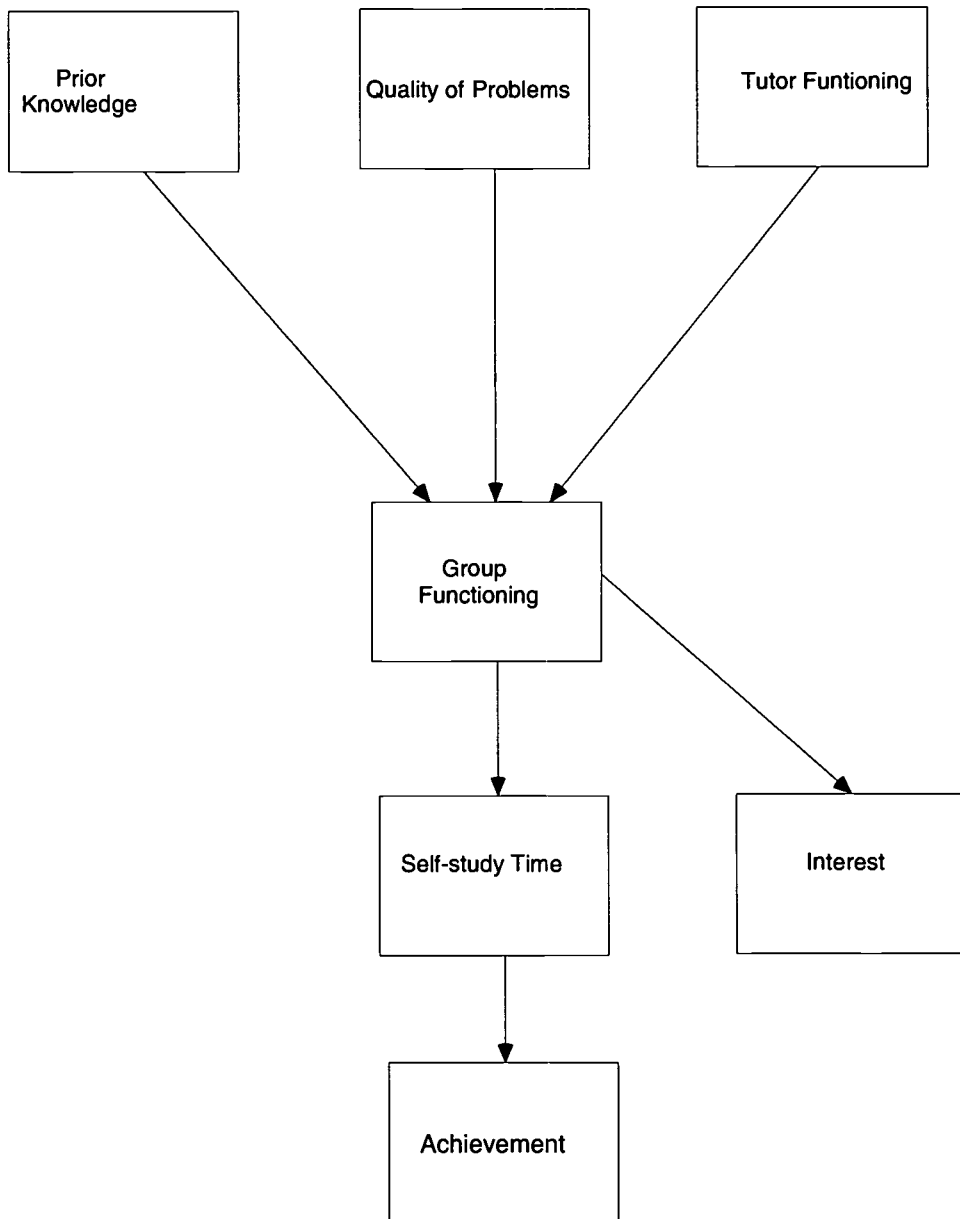 Prior
Knowledge
Quality of Problems
Tutor Funtioning
Group
Functioning
Self-study Time
Interest
Achievement